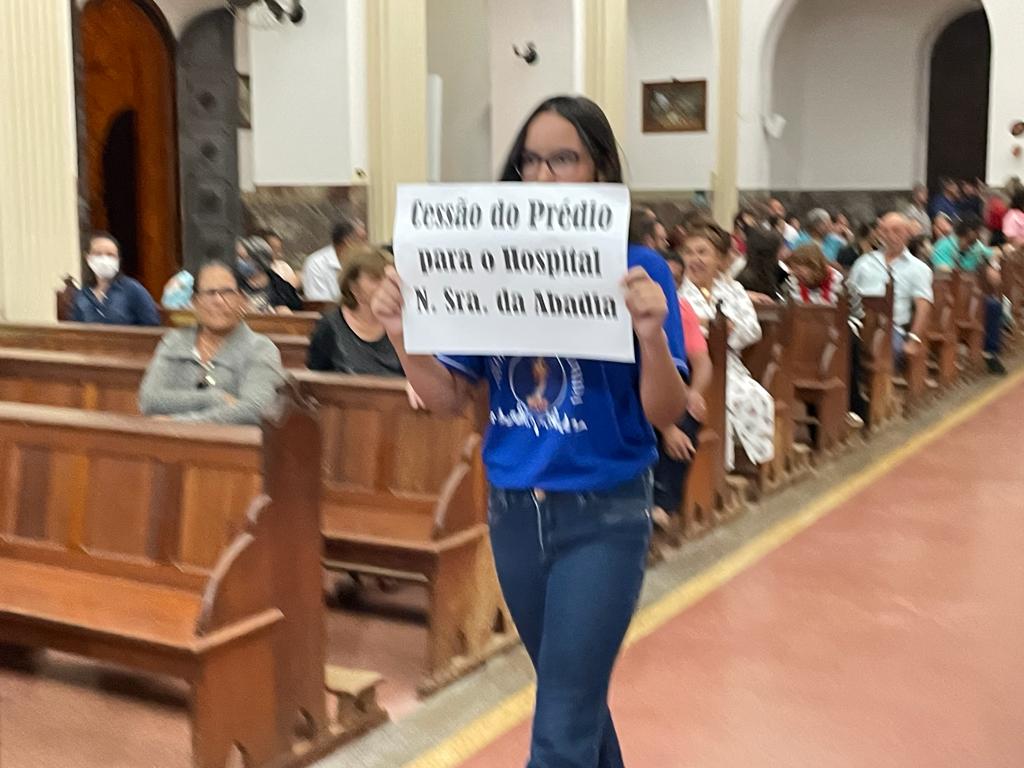 Cessão do Prédio
para o Hospital
N. Sra. da Abadia